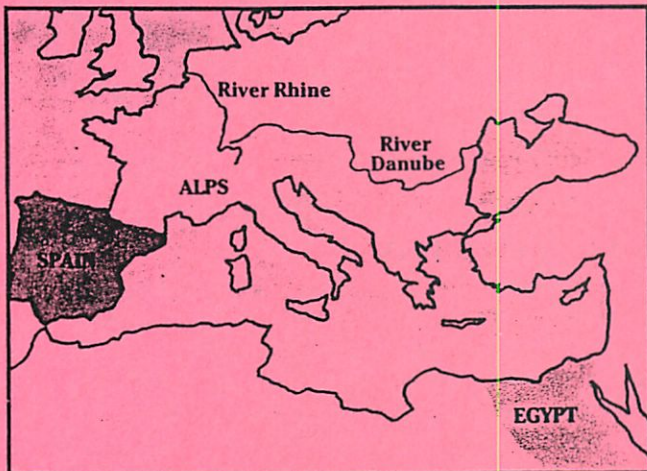 River Rhine
River
Danube
ALPS
SPAIN
EGYPT